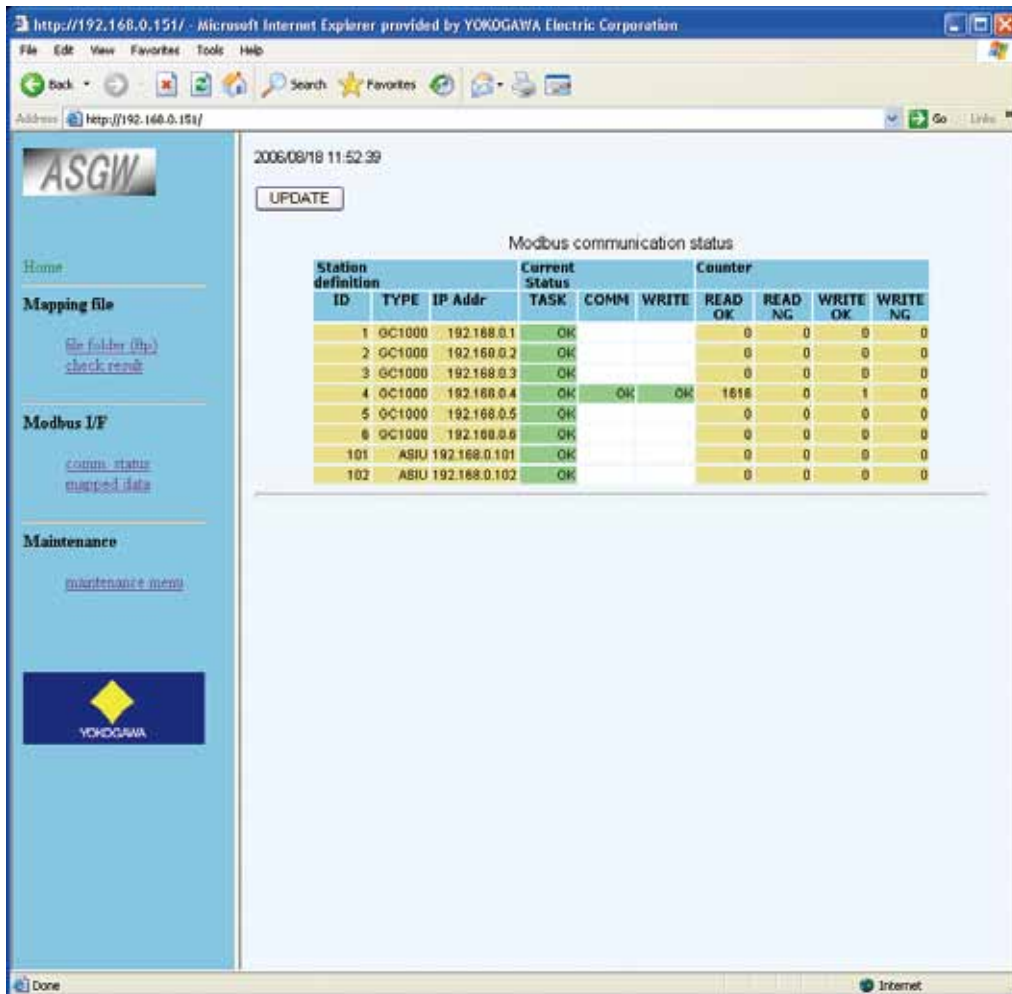 http://192.168.0.151/ - Microsoft Internet Explorer provided by YOKOGAWA Electric Corporation
File Edit View Favorites Tools Help
Back Search Favorites
Address http://192.168.0.151/ Go Links
ASGW
2006/08/18 11:52:39
UPDATE
Home
Mapping file
file folder (ftp)
check result
Modbus I/F
comm. status
mapped data
Maintenance
maintenance menu
YOKOGAWA
Modbus communication status
Station definition Current Status Counter
ID TYPE IP Addr TASK COMM WRITE READ OK READ NG WRITE OK WRITE NG
1 GC1000 192.168.0.1 OK 0 0 0 0
2 GC1000 192.168.0.2 OK 0 0 0 0
3 GC1000 192.168.0.3 OK 0 0 0 0
4 GC1000 192.168.0.4 OK OK OK 1616 0 1 0
5 GC1000 192.168.0.5 OK 0 0 0 0
6 GC1000 192.168.0.6 OK 0 0 0 0
101 ASIU 192.168.0.101 OK 0 0 0 0
102 ASIU 192.168.0.102 OK 0 0 0 0
Done Internet